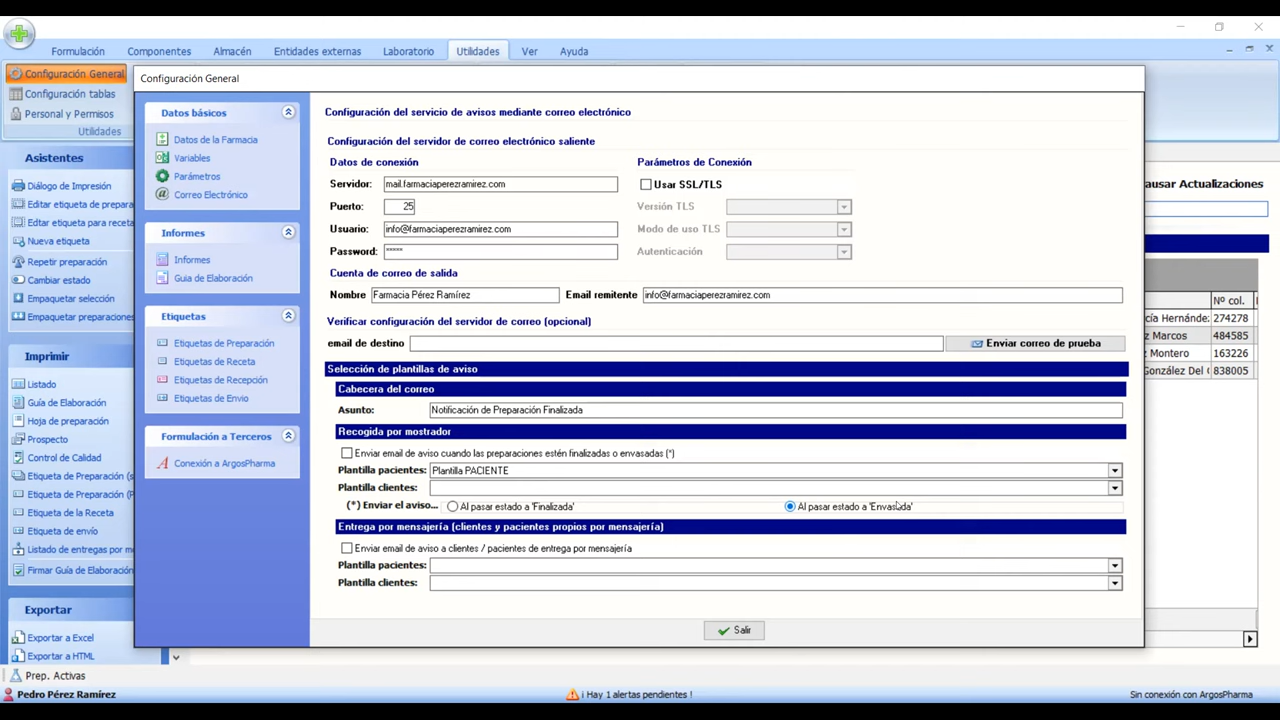 Formulación Componentes Almacén Entidades externas Laboratorio Utilidades Ver Ayuda
Configuración General
Configuración tablas
Personal y Permisos
Utilidades
Asistentes
Diálogo de Impresión
Editar etiqueta de prepara
Edtar etiqueta para receta
Nueva etiqueta
Repetir preparación
Cambiar estado
Empaquetar selección
Empaquetar preparaciones
Imprimir
Listado
Guía de Elaboración
Hoja de preparación
Prospecto
Control de Calidad
Etiqueta de Preparación (s
Etiqueta de Preparación (P
Etiqueta de la Receta
Etiqueta de envío
Listado de entregas por m
Firmar Guía de Elaboración
Exportar
Exportar a Excel
Exportar a HTML
Configuración General
Datos básicos
Datos de la Farmacia
Variables
Parámetros
Correo Electrónico
Informes
Informes
Guia de Elaboración
Etiquetas
Etiquetas de Preparación
Etiquetas de Receta
Etiquetas de Recepción
Etiquetas de Envio
Formulación a Terceros
Conexión a ArgosPharma
Configuración del servicio de avisos mediante correo electrónico
Configuración del servidor de correo electrónico saliente
Datos de conexión Parámetros de Conexión
Servidor: mail.farmaciaperezramirez.com Usar SSL/TLS
Puerto: 25 Versión TLS
Usuario: info@farmaciaperezramirez.com Modo de uso TLS
Password: ***** Autenticación
Cuenta de correo de salida
Nombre Farmacia Pérez Ramírez Email remitente info@farmaciaperezramirez.com
Verificar configuración del servidor de correo (opcional)
email de destino Enviar correo de prueba
Selección de plantillas de aviso
Cabecera del correo
Asunto: Notificación de Preparación Finalizada
Recogida por mostrador
Enviar email de aviso cuando las preparaciones estén finalizadas o envasadas (*)
Plantilla pacientes: Plantilla PACIENTE
Plantilla clientes:
(*) Enviar el aviso... Al pasar estado a 'Finalizada' Al pasar estado a 'Envasada'
Entrega por mensajería (clientes y pacientes propios por mensajería)
Enviar email de aviso a clientes / pacientes de entrega por mensajería
Plantilla pacientes:
Plantilla clientes:
Salir
ausar Actualizaciones
Nº col.
cía Hernández 274278
z Marcos 484585
Montero 163226
González Del 838005
Prep. Activas
Pedro Pérez Ramírez ¡ Hay 1 alertas pendientes ! Sin conexión con ArgosPharma